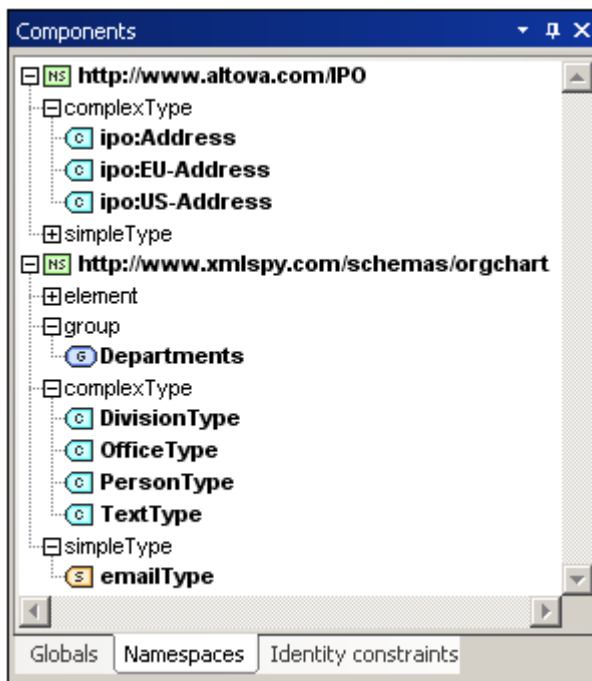 Components
NS http://www.altova.com/IPO
complexType
C ipo:Address
C ipo:EU-Address
C ipo:US-Address
simpleType
NS http://www.xmlspy.com/schemas/orgchart
element
group
G Departments
complexType
C DivisionType
C OfficeType
C PersonType
C TextType
simpleType
S emailType
Globals Namespaces Identity constraints